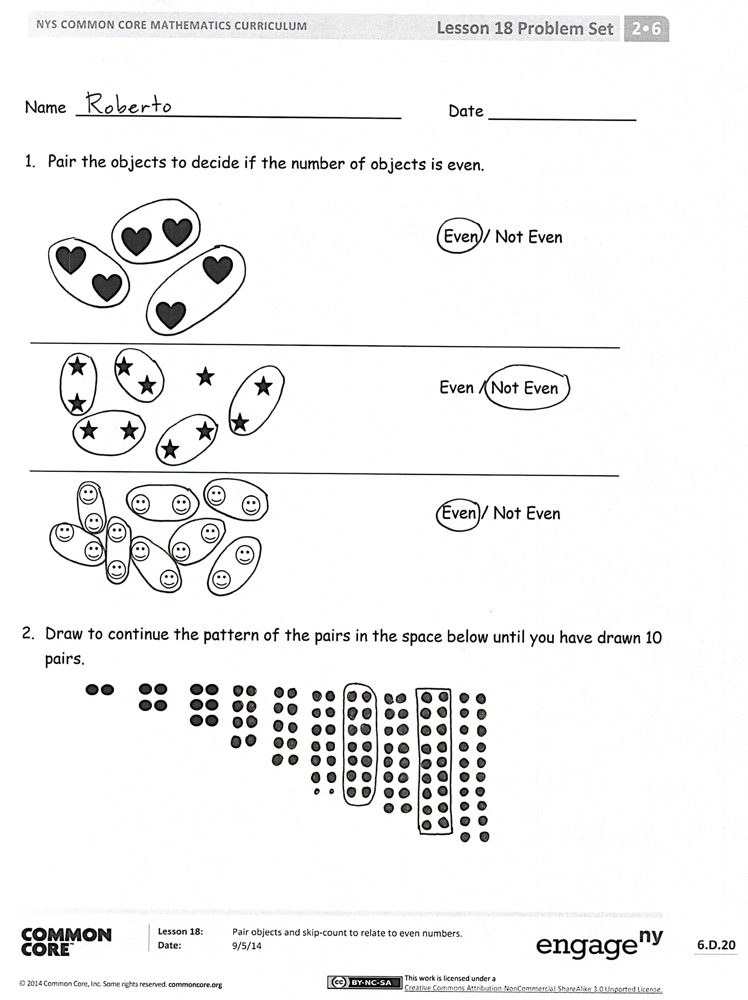 NYS COMMON CORE MATHEMATICS CURRICULUM
Lesson 18 Problem Set
2•6
Name Roberto
Date
1. Pair the objects to decide if the number of objects is even.
Even / Not Even
Even / Not Even
Even / Not Even
2. Draw to continue the pattern of the pairs in the space below until you have drawn 10
pairs.
COMMON
CORE™
Lesson 18: Pair objects and skip-count to relate to even numbers.
Date: 9/5/14
engage ny
6.D.20
© 2014 Common Core, Inc. Some rights reserved. commoncore.org
cc BY-NC-SA
This work is licensed under a
Creative Commons Attribution-NonCommercial-ShareAlike 3.0 Unported License.